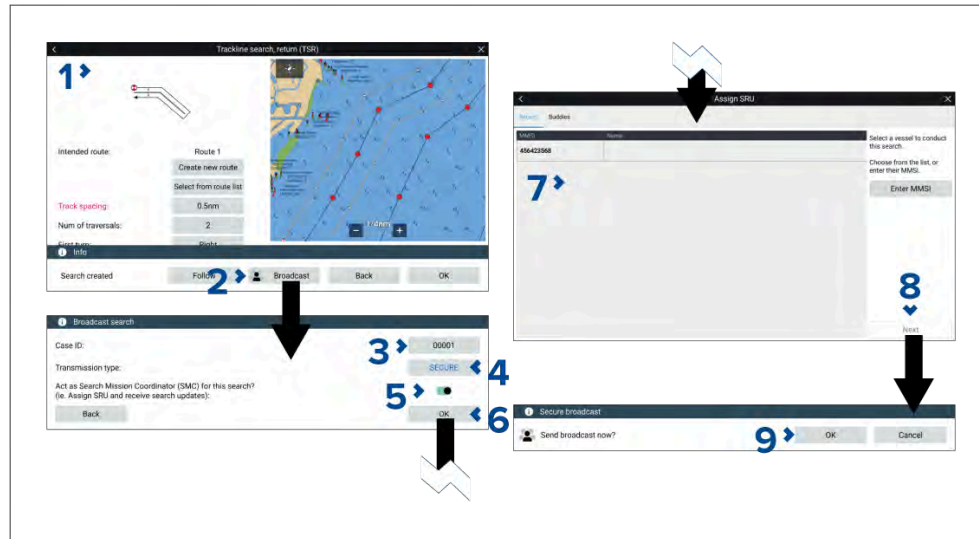 Trackline search, return (TSR)
1
Intended route:
Route 1
Create new route
Select from route list
Track spacing:
0.5nm
Num of traversals:
2
First turn:
Right
Info
Search created
Follow
2
Broadcast
Back
OK
Broadcast search
Case ID:
3
00001
Transmission type:
SECURE
4
Act as Search Mission Coordinator (SMC) for this search?
(ie. Assign SRU and receive search updates):
5
Back
OK
6
Assign SRU
Buddies
MMSI
Name
456423568
7
Select a vessel to conduct
this search.
Choose from the list, or
enter their MMSI.
Enter MMSI
8
Next
Secure broadcast
Send broadcast now?
9
OK
Cancel